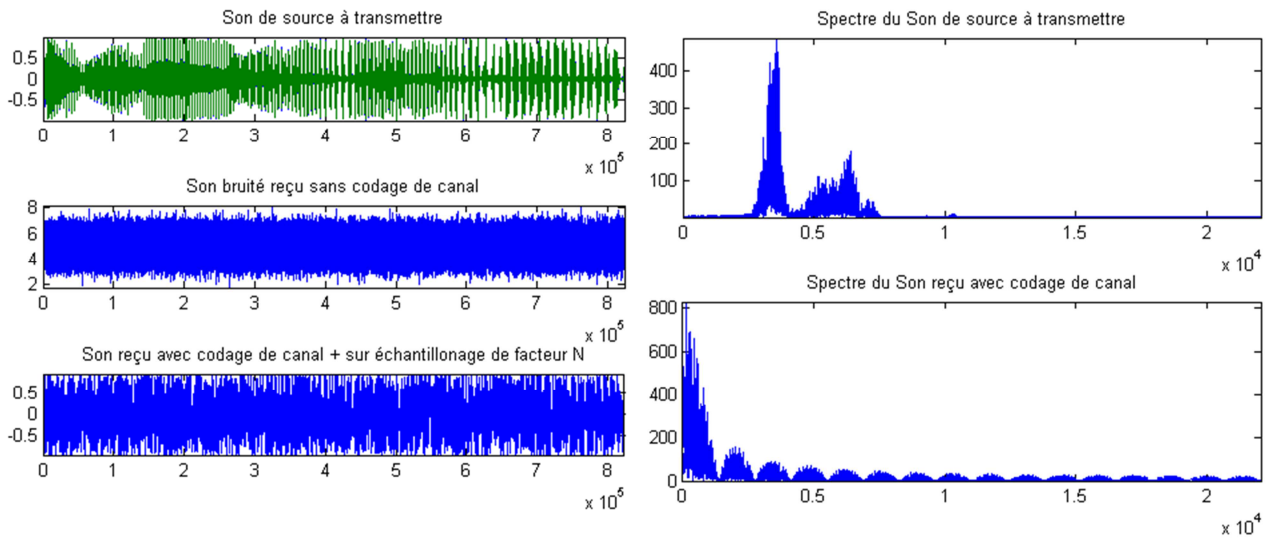 Son de source à transmettre
0.5
0
-0.5
0 1 2 3 4 5 6 7 8
x 10^5
Son bruité reçu sans codage de canal
8
6
4
2
0 1 2 3 4 5 6 7 8
x 10^5
Son reçu avec codage de canal + sur échantillonage de facteur N
0.5
0
-0.5
0 1 2 3 4 5 6 7 8
x 10^5
Spectre du Son de source à transmettre
400
300
200
100
0 0.5 1 1.5 2
x 10^4
Spectre du Son reçu avec codage de canal
800
600
400
200
0
0 0.5 1 1.5 2
x 10^4